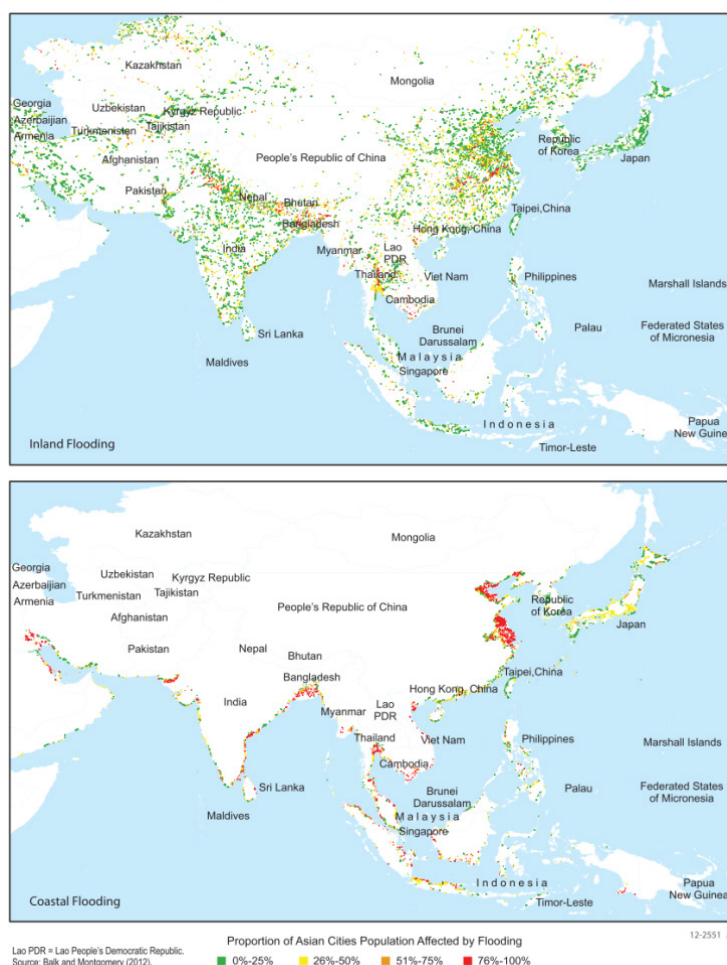 Kazakhstan
Mongolia
Georgia
Uzbekistan
Kyrgyz Republic
Azerbaijian
Armenia
Turkmenistan
Tajikistan
Republic
of Korea
Japan
Afghanistan
People's Republic of China
Pakistan
Nepal
Bhutan
Taipei,China
Bangladesh
Hong Kong, China
India
Myanmar
Lao
PDR
Thailand
Viet Nam
Philippines
Marshall Islands
Cambodia
Sri Lanka
Brunei
Darussalam
Palau
Federated States
of Micronesia
Maldives
Malaysia
Singapore
Indonesia
Papua
New Guinea
Timor-Leste
Inland Flooding
Kazakhstan
Mongolia
Georgia
Uzbekistan
Kyrgyz Republic
Azerbaijian
Turkmenistan
Tajikistan
Armenia
People's Republic of China
Republic
of Korea
Japan
Afghanistan
Pakistan
Nepal
Bhutan
Bangladesh
Taipei,China
India
Hong Kong, China
Myanmar
Lao
PDR
Thailand
Viet Nam
Philippines
Marshall Islands
Cambodia
Sri Lanka
Brunei
Darussalam
Palau
Federated States
of Micronesia
Maldives
Malaysia
Singapore
Indonesia
Papua
New Guinea
Timor-Leste
Coastal Flooding
12-2551
Lao PDR = Lao People's Democratic Republic.
Source: Balk and Montgomery (2012).
Proportion of Asian Cities Population Affected by Flooding
0%-25% 26%-50% 51%-75% 76%-100%